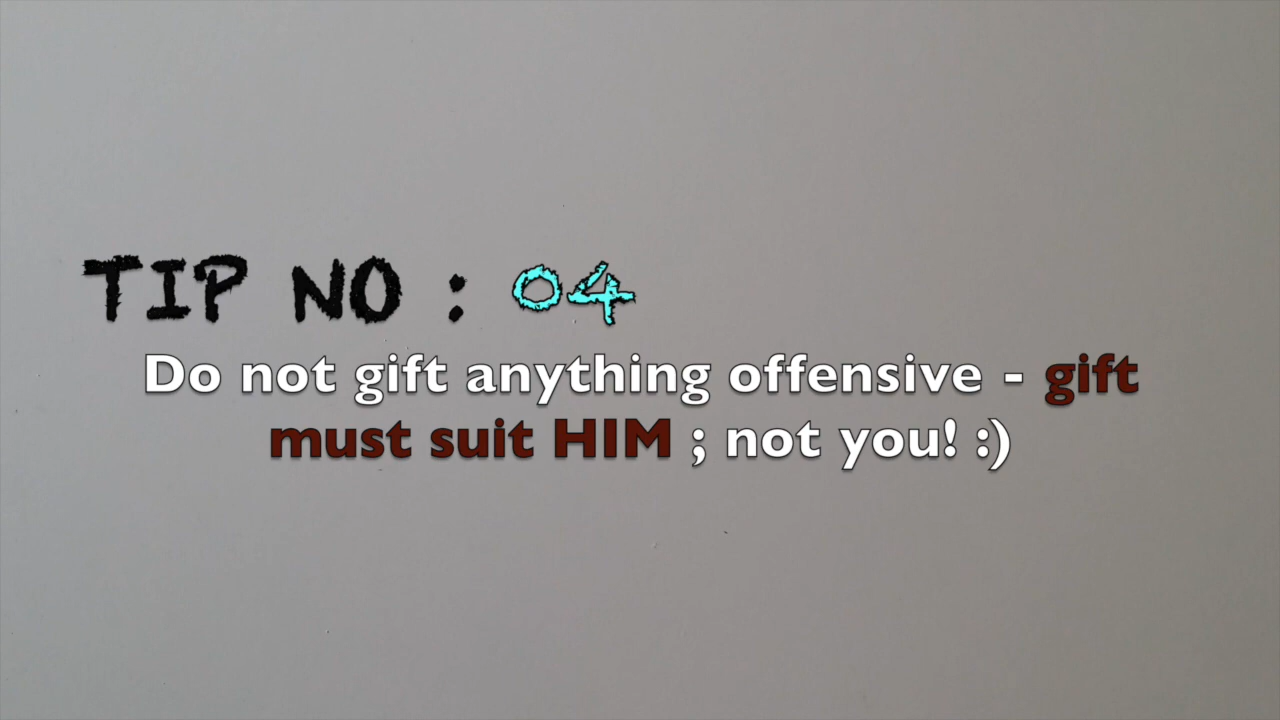 TIP NO : 04
Do not gift anything offensive - gift
must suit HIM ; not you! :)